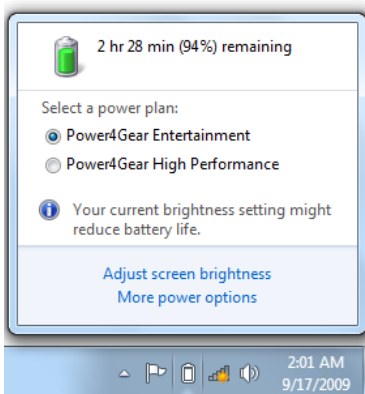 2 hr 28 min (94%) remaining
Select a power plan:
Power4Gear Entertainment
Power4Gear High Performance
Your current brightness setting might
reduce battery life.
Adjust screen brightness
More power options
2:01 AM
9/17/2009